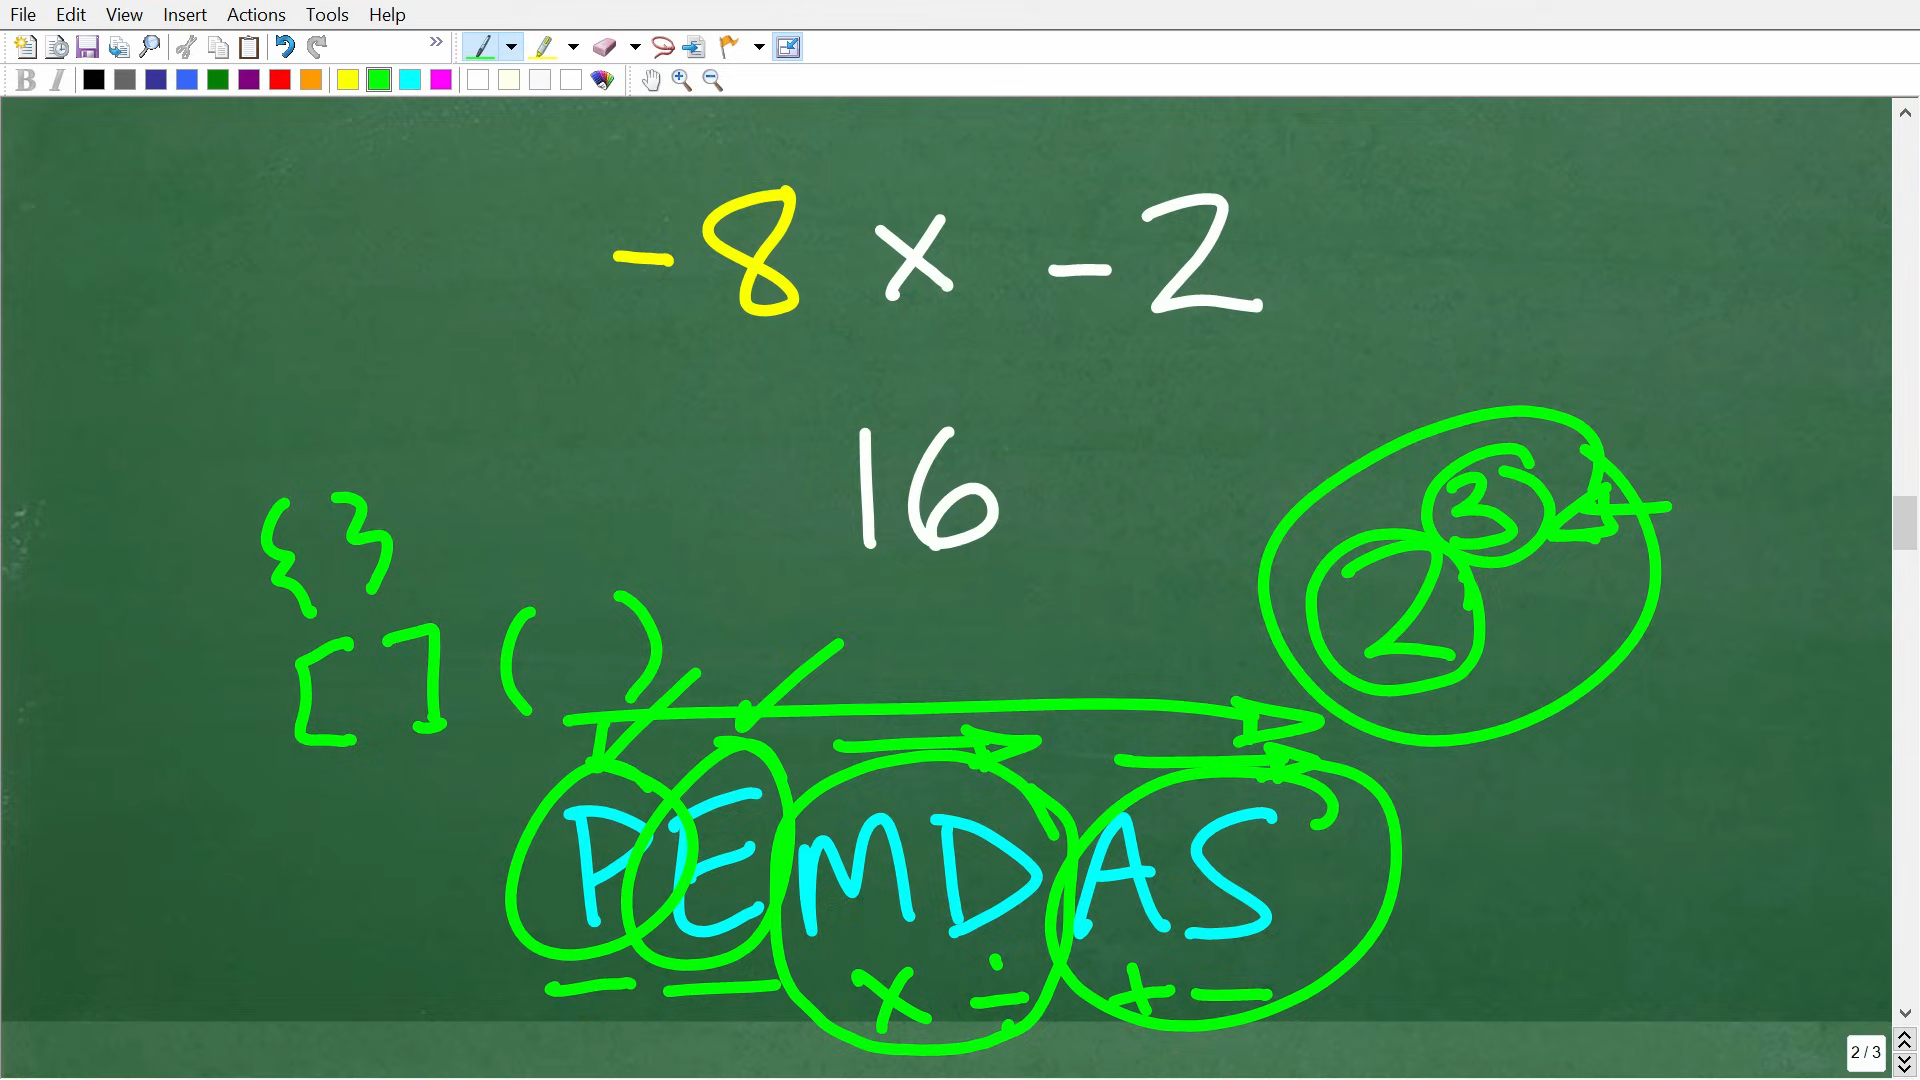 File Edit View Insert Actions Tools Help
B I
-8 × -2
16
2³
{ }
[ ] ( )
PEMDAS
× ÷ + −
2 / 3